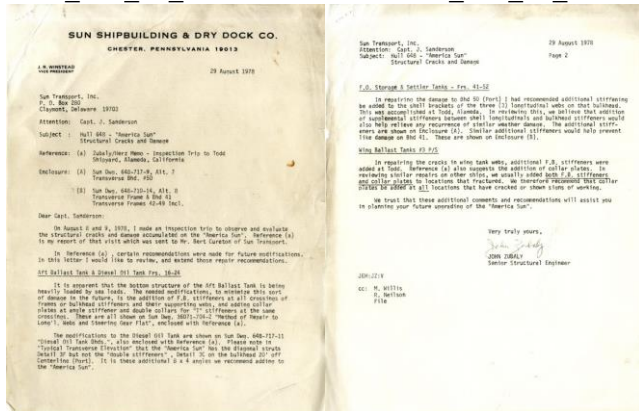 SUN SHIPBUILDING & DRY DOCK CO.
CHESTER, PENNSYLVANIA 19013
J. R. WINSTEAD
VICE PRESIDENT
29 August 1978
Sun Transport, Inc.
P. O. Box 280
Claymont, Delaware 19703
Attention: Capt. J. Sanderson
Subject : Hull 648 - "America Sun"
Structural Cracks and Damage
Reference: (a) Zubaly/Herz Memo - Inspection Trip to Todd
Shipyard, Alameda, California
Enclosure: (A) Sun Dwg. 648-717-9, Alt. 7
Transverse Bhd. #50
(B) Sun Dwg. 648-710-14, Alt. 8
Transverse Frame & Bhd 41
Transverse Frames 42-49 Incl.
Dear Capt. Sanderson:
On August 8 and 9, 1978, I made an inspection trip to observe and evaluate
the structural cracks and damage accumulated on the "America Sun". Reference (a)
is my report of that visit which was sent to Mr. Bert Cureton of Sun Transport.
In Reference (a), certain recommendations were made for future modifications.
In this letter I would like to review, and extend those repair recommendations.
Aft Ballast Tank & Diesel Oil Tank Frs. 16-24
It is apparent that the bottom structure of the Aft Ballast Tank is being
heavily loaded by sea loads. The needed modifications, to minimize this sort
of damage in the future, is the addition of F.B. stiffeners at all crossings of
frames or bulkhead stiffeners and their supporting webs, and adding collar
plates at angle stiffener and double collars for "T" stiffeners at the same
crossings. These are all shown on Sun Dwg. "Method of Repair to
Long'l. Webs and Steering Gear Flat", enclosed with Reference (a).
The modifications to the Diesel Oil Tank are shown on Sun Dwg. 648-717-11
"Diesel Oil Tank Bhds.", also enclosed with Reference (a). Please note in
"Typical Transverse Elevation" that the "America Sun" has the diagonal struts
Detail 3F but not the "double stiffeners", Detail 3C on the bulkhead 20' off
Centerline (Port). It is these additional 8 x 4 angles we recommend adding to
the "America Sun".
Sun Transport, Inc.
Attention: Capt. J. Sanderson
Subject: Hull 648 - "America Sun"
Structural Cracks and Damage
29 August 1978
Page 2
F.O. Storage & Settler Tanks - Frs. 41-52
In repairing the damage to Bhd 50 (Port) I had recommended additional stiffening
be added to the shell brackets of the three (3) longitudinal webs on that bulkhead.
This was accomplished at Todd, Alameda. In reviewing this, we believe that addition
of supplemental stiffeners between shell longitudinals and bulkhead stiffeners would
also help relieve any recurrence of similar weather damage. The additional stiff-
eners are shown on Enclosure (A). Similar additional stiffeners would help prevent
like damage on Bhd 41. These are shown on Enclosure (B).
Wing Ballast Tanks #3 P/S
In repairing the cracks in wing tank webs, additional F.B. stiffeners were
added at Todd. Reference (a) also suggests the addition of collar plates. In
reviewing similar repairs on other ships, we usually added both F.B. stiffeners
and collar plates to locations that fractured. We therefore recommend that collar
plates be added at all locations that have cracked or shown signs of working.
We trust that these additional comments and recommendations will assist you
in planning your future upgrading of the "America Sun".
Very truly yours,
John Zubaly
JOHN ZUBALY
Senior Structural Engineer
cc: M. Willis
R. Neilson
File